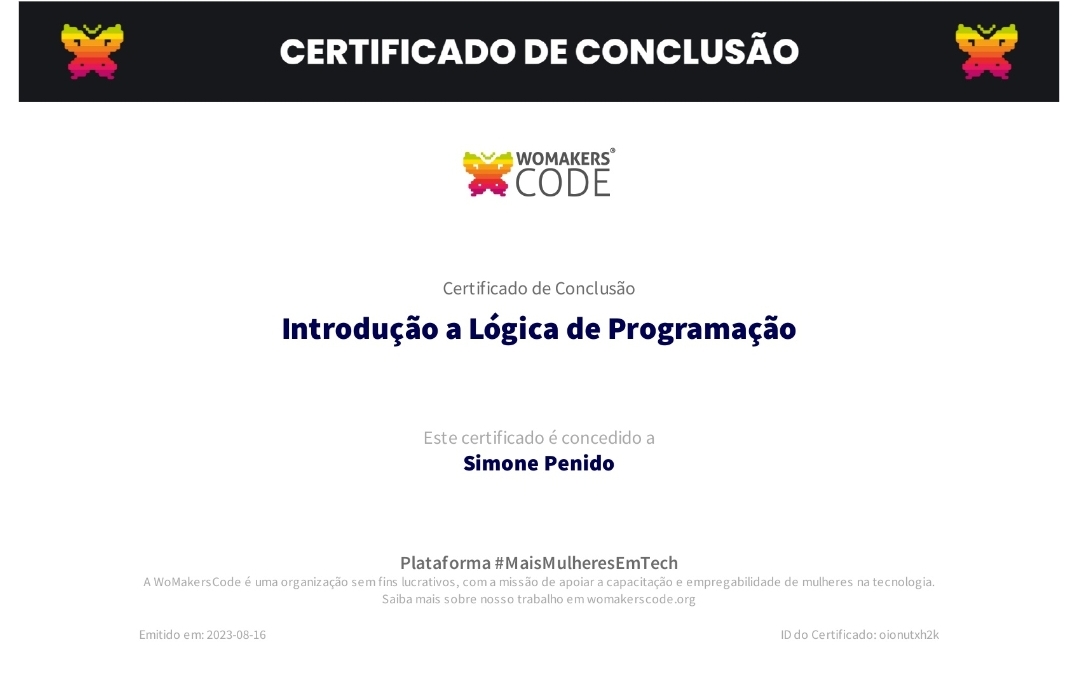 CERTIFICADO DE CONCLUSÃO
WOMAKERS®
CODE
Certificado de Conclusão
Introdução a Lógica de Programação
Este certificado é concedido a
Simone Penido
Plataforma #MaisMulheresEmTech
A WoMakersCode é uma organização sem fins lucrativos, com a missão de apoiar a capacitação e empregabilidade de mulheres na tecnologia.
Saiba mais sobre nosso trabalho em womakerscode.org
Emitido em: 2023-08-16
ID do Certificado: oionutxh2k